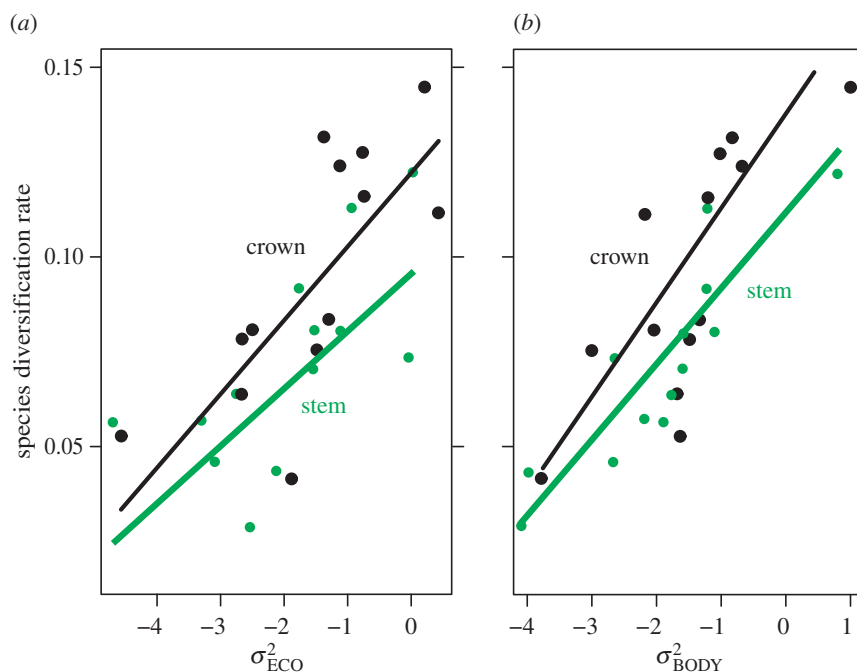 (a)
(b)
species diversification rate
0.15
0.10
0.05
crown
stem
−4 −3 −2 −1 0
σ²ECO
crown
stem
−4 −3 −2 −1 0 1
σ²BODY